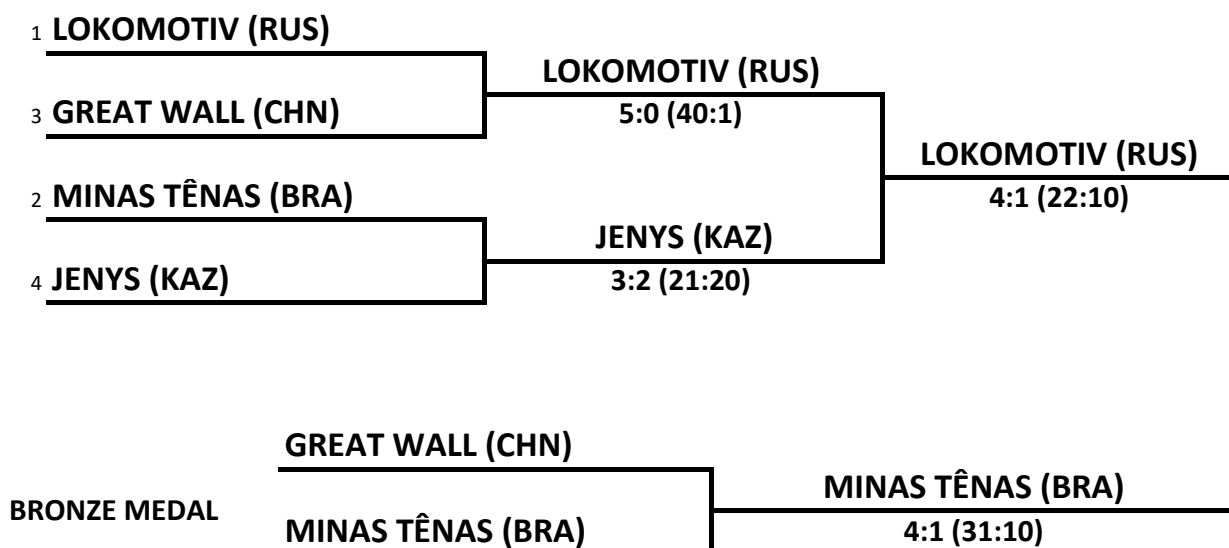 1 LOKOMOTIV (RUS)
LOKOMOTIV (RUS)
3 GREAT WALL (CHN)
5:0 (40:1)
LOKOMOTIV (RUS)
2 MINAS TÊNAS (BRA)
4:1 (22:10)
JENYS (KAZ)
4 JENYS (KAZ)
3:2 (21:20)
GREAT WALL (CHN)
MINAS TÊNAS (BRA)
BRONZE MEDAL
MINAS TÊNAS (BRA)
4:1 (31:10)